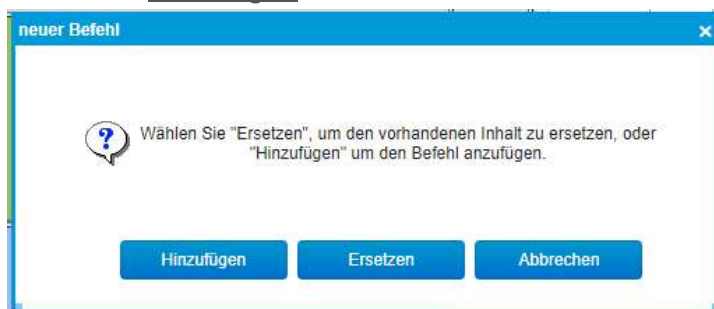 neuer Befehl
Wählen Sie "Ersetzen", um den vorhandenen Inhalt zu ersetzen, oder
"Hinzufügen" um den Befehl anzufügen.
Hinzufügen Ersetzen Abbrechen